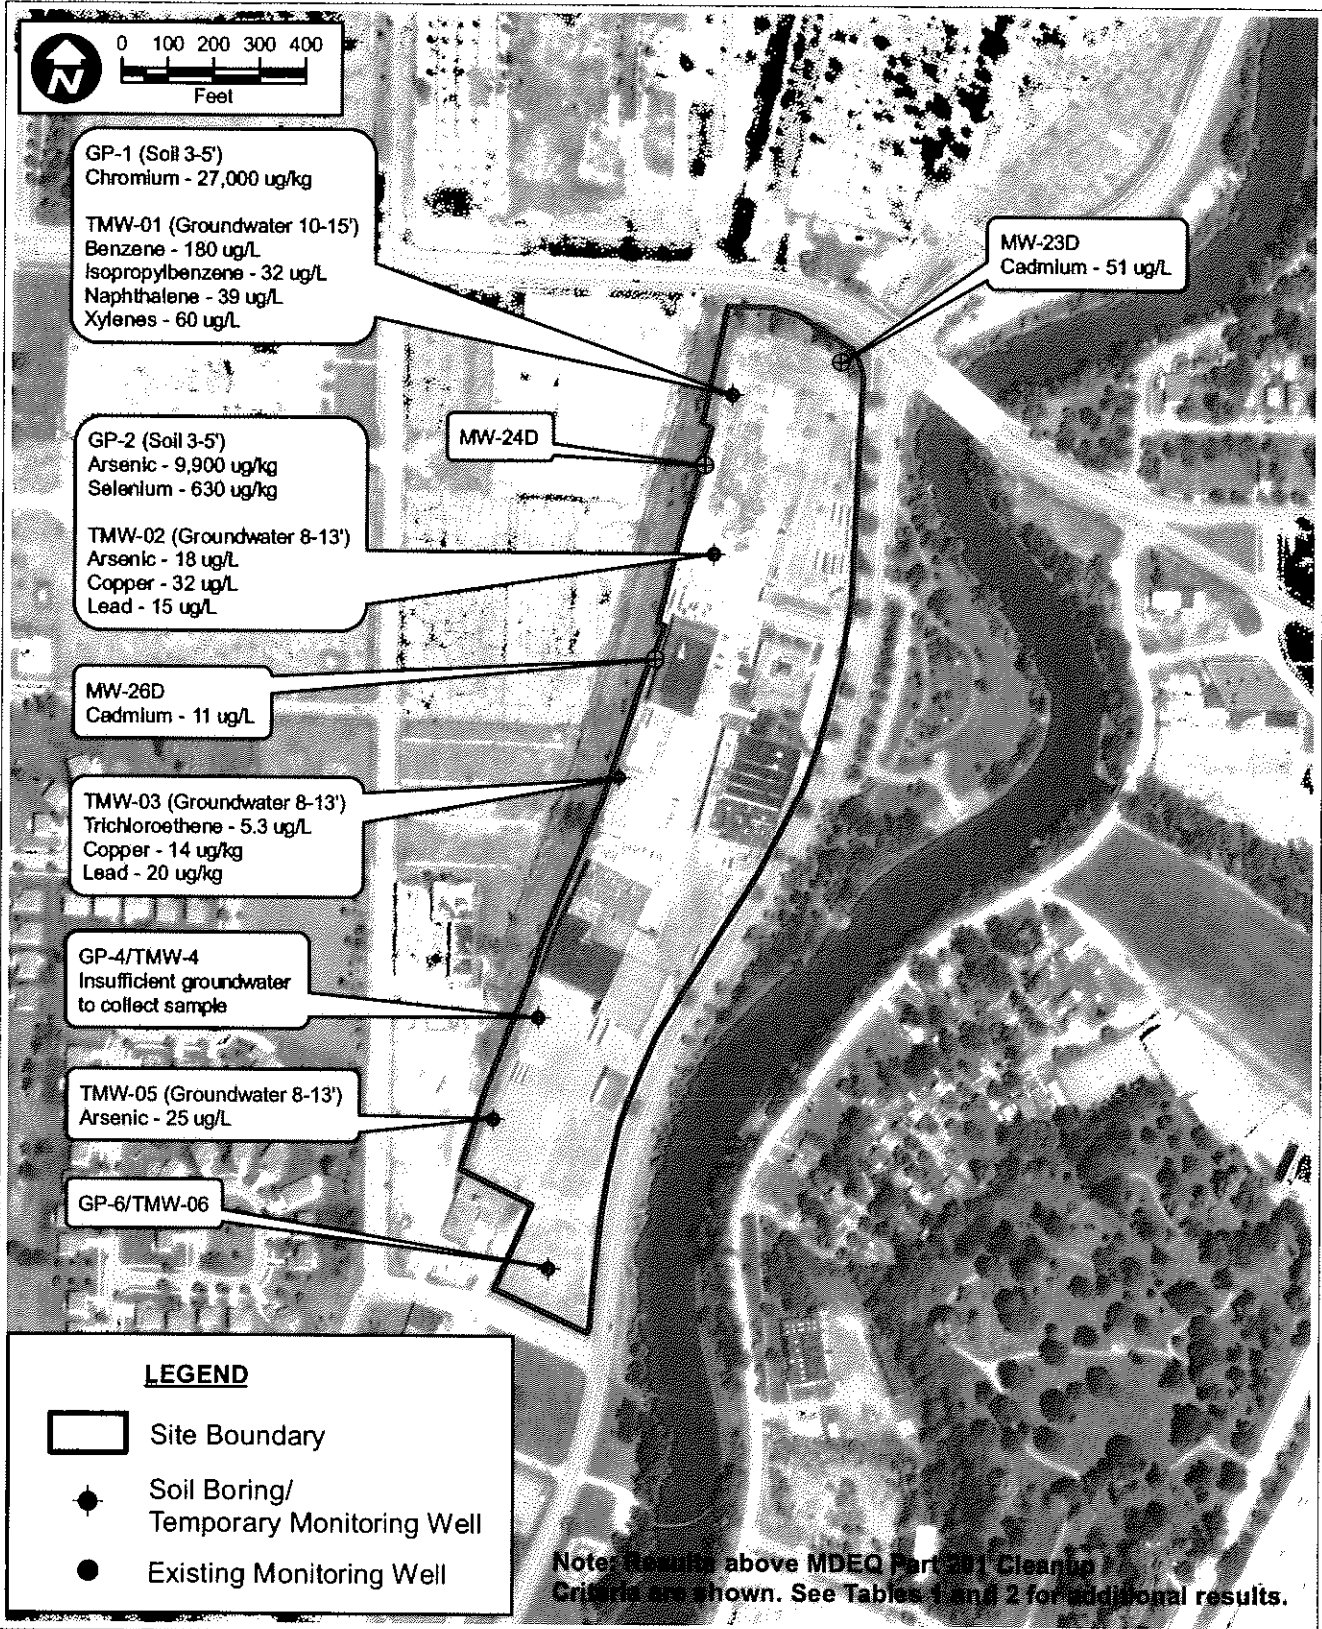 N
0 100 200 300 400
Feet
GP-1 (Soil 3-5')
Chromium - 27,000 ug/kg
TMW-01 (Groundwater 10-15')
Benzene - 180 ug/L
Isopropylbenzene - 32 ug/L
Naphthalene - 39 ug/L
Xylenes - 60 ug/L
MW-23D
Cadmium - 51 ug/L
GP-2 (Soil 3-5')
Arsenic - 9,900 ug/kg
Selenium - 630 ug/kg
TMW-02 (Groundwater 8-13')
Arsenic - 18 ug/L
Copper - 32 ug/L
Lead - 15 ug/L
MW-24D
MW-26D
Cadmium - 11 ug/L
TMW-03 (Groundwater 8-13')
Trichloroethene - 5.3 ug/L
Copper - 14 ug/kg
Lead - 20 ug/kg
GP-4/TMW-4
Insufficient groundwater
to collect sample
TMW-05 (Groundwater 8-13')
Arsenic - 25 ug/L
GP-6/TMW-06
LEGEND
Site Boundary
Soil Boring/
Temporary Monitoring Well
Existing Monitoring Well
Note: Results above MDEQ Part 201 Cleanup
Criteria are shown. See Tables 1 and 2 for additional results.